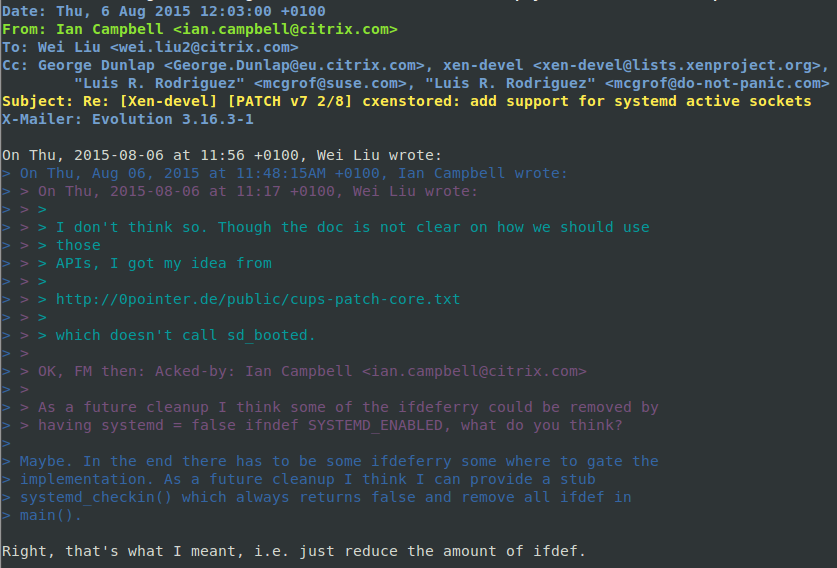 Date: Thu, 6 Aug 2015 12:03:00 +0100
From: Ian Campbell <ian.campbell@citrix.com>
To: Wei Liu <wei.liu2@citrix.com>
Cc: George Dunlap <George.Dunlap@eu.citrix.com>, xen-devel <xen-devel@lists.xenproject.org>,
"Luis R. Rodriguez" <mcgrof@suse.com>, "Luis R. Rodriguez" <mcgrof@do-not-panic.com>
Subject: Re: [Xen-devel] [PATCH v7 2/8] cxenstored: add support for systemd active sockets
X-Mailer: Evolution 3.16.3-1

On Thu, 2015-08-06 at 11:56 +0100, Wei Liu wrote:
> On Thu, Aug 06, 2015 at 11:48:15AM +0100, Ian Campbell wrote:
> > On Thu, 2015-08-06 at 11:17 +0100, Wei Liu wrote:
> > >
> > > I don't think so. Though the doc is not clear on how we should use
> > > those
> > > APIs, I got my idea from
> > >
> > > http://0pointer.de/public/cups-patch-core.txt
> > >
> > > which doesn't call sd_booted.
> >
> > OK, FM then: Acked-by: Ian Campbell <ian.campbell@citrix.com>
> >
> > As a future cleanup I think some of the ifdeferry could be removed by
> > having systemd = false ifndef SYSTEMD_ENABLED, what do you think?
>
> Maybe. In the end there has to be some ifdeferry some where to gate the
> implementation. As a future cleanup I think I can provide a stub
> systemd_checkin() which always returns false and remove all ifdef in
> main().

Right, that's what I meant, i.e. just reduce the amount of ifdef.